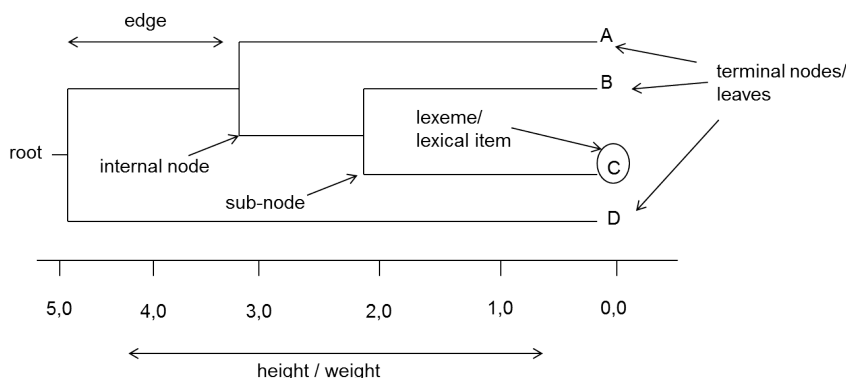 edge
A
terminal nodes/
leaves
B
lexeme/
lexical item
root
internal node
C
sub-node
D
5,0
4,0
3,0
2,0
1,0
0,0
height / weight